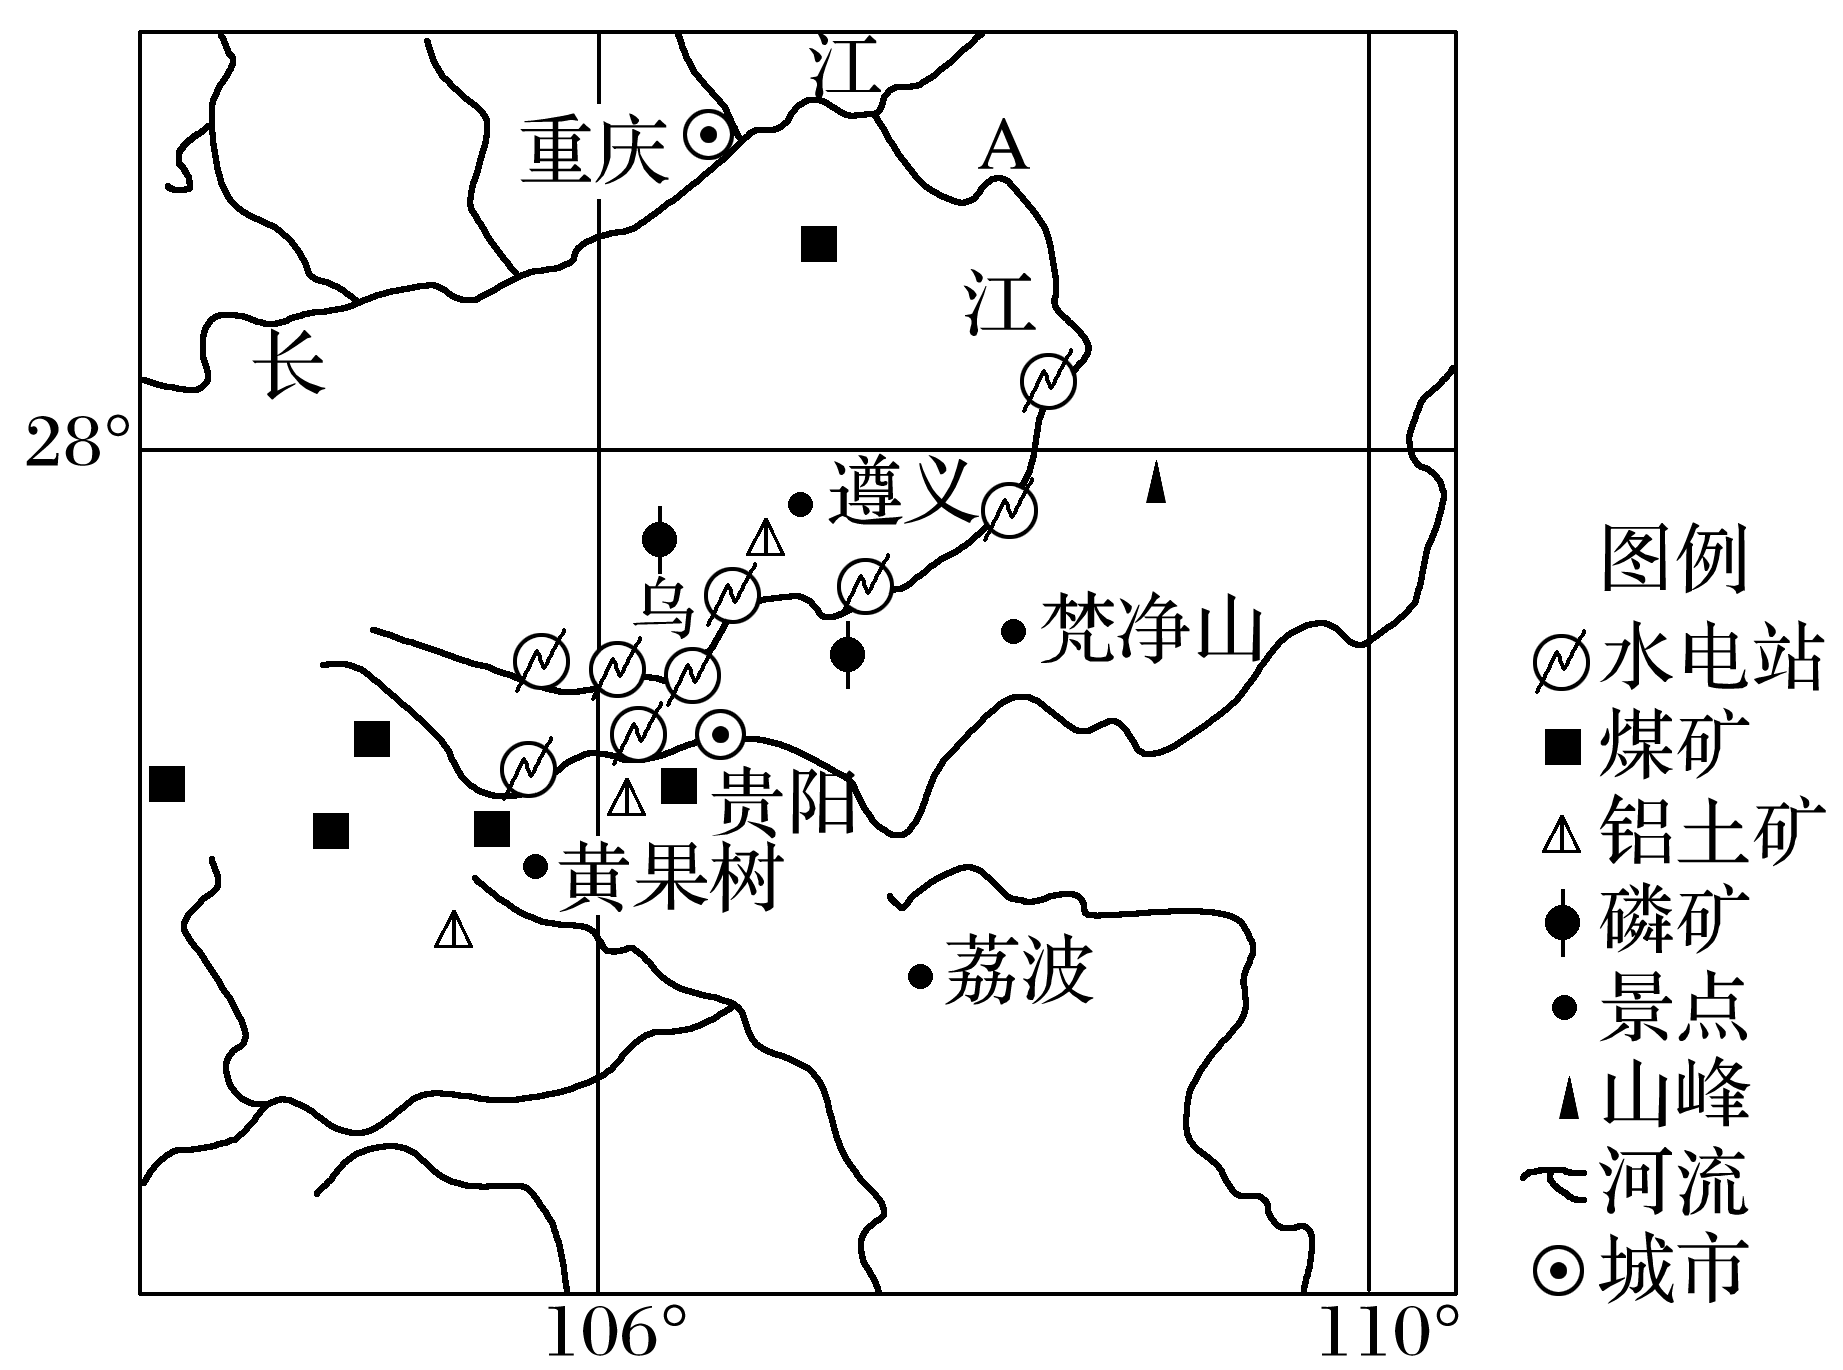 江
重庆
A
江
长
28°
遵义
乌
梵净山
贵阳
黄果树
荔波
106°
110°
图例
水电站
煤矿
铝土矿
磷矿
景点
山峰
河流
城市